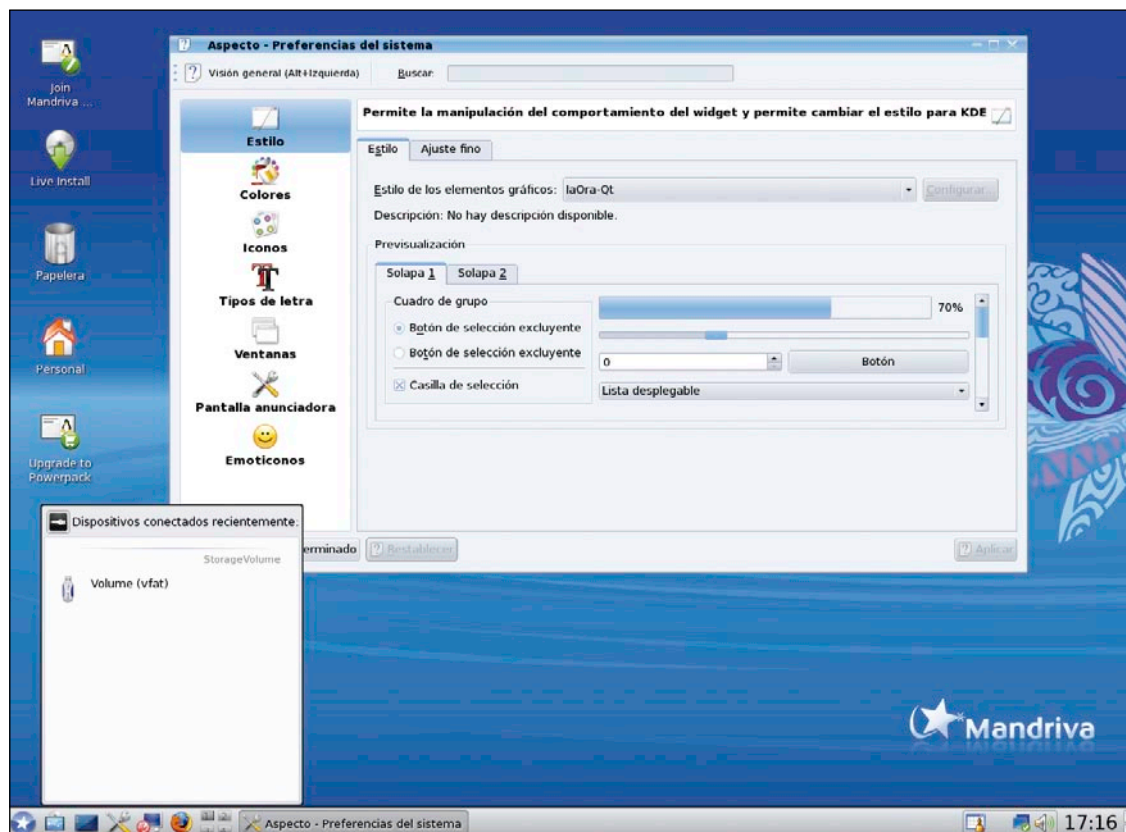 Join
Mandriva ...
Live Install
Papelera
Personal
Upgrade to
Powerpack
Aspecto - Preferencias del sistema
Visión general (Alt+Izquierda)
Buscar:
Estilo
Colores
Iconos
Tipos de letra
Ventanas
Pantalla anunciadora
Emoticonos
Permite la manipulación del comportamiento del widget y permite cambiar el estilo para KDE
Estilo Ajuste fino
Estilo de los elementos gráficos: laOra-Qt Configurar...
Descripción: No hay descripción disponible.
Previsualización
Solapa 1 Solapa 2
Cuadro de grupo
Botón de selección excluyente
Botón de selección excluyente
Casilla de selección
70%
0 Botón
Lista desplegable
erminado Restablecer Aplicar
Dispositivos conectados recientemente:
StorageVolume
Volume (vfat)
Mandriva
Aspecto - Preferencias del sistema
17:16